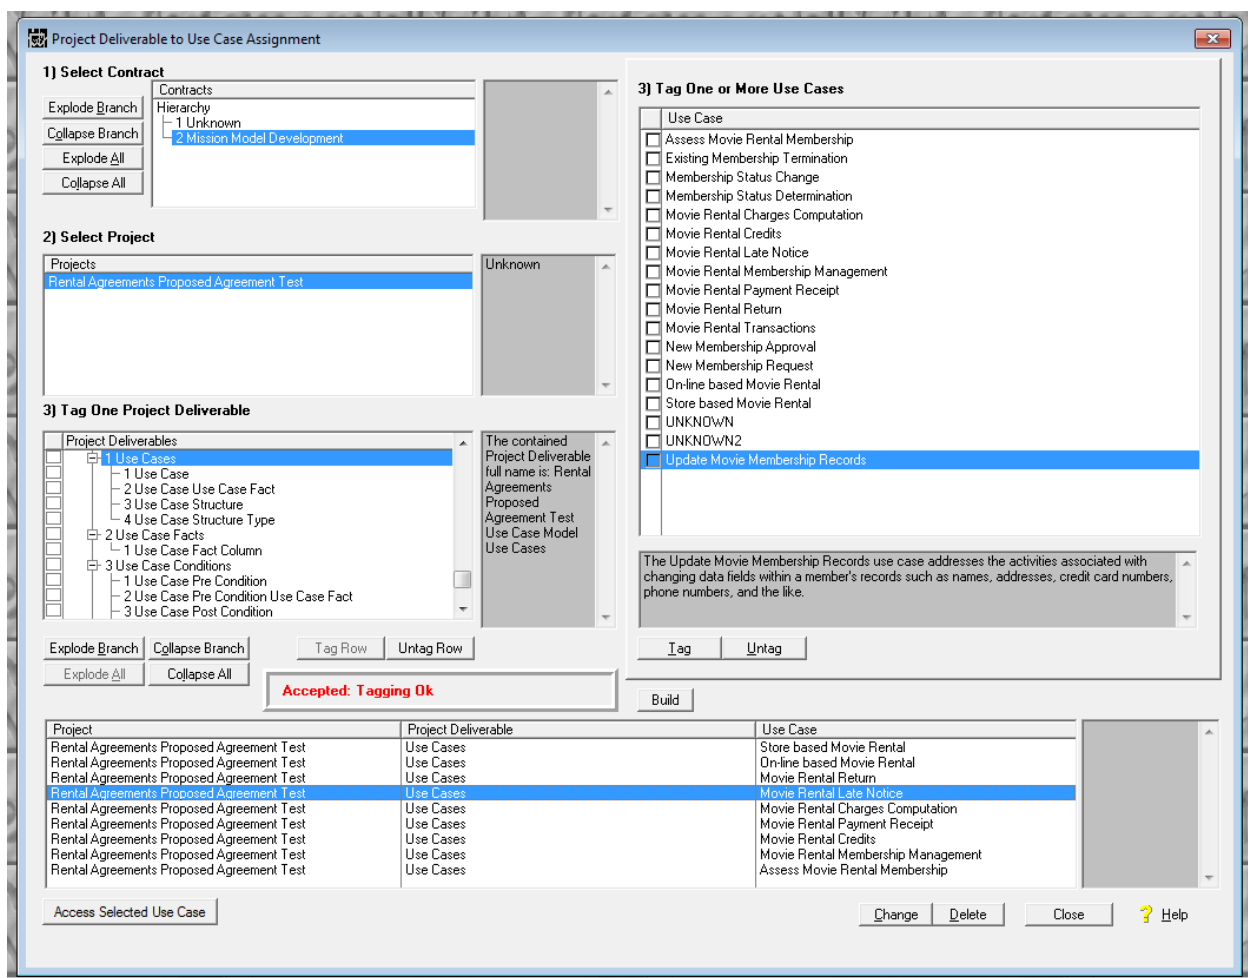 Project Deliverable to Use Case Assignment
1) Select Contract
Explode Branch
Collapse Branch
Explode All
Collapse All
Contracts
Hierarchy
1 Unknown
2 Mission Model Development
2) Select Project
Projects
Rental Agreements Proposed Agreement Test
Unknown
3) Tag One Project Deliverable
Project Deliverables
1 Use Cases
1 Use Case
2 Use Case Use Case Fact
3 Use Case Structure
4 Use Case Structure Type
2 Use Case Facts
1 Use Case Fact Column
3 Use Case Conditions
1 Use Case Pre Condition
2 Use Case Pre Condition Use Case Fact
3 Use Case Post Condition
The contained
Project Deliverable
full name is: Rental
Agreements
Proposed
Agreement Test
Use Case Model
Use Cases
Explode Branch Collapse Branch Tag Row Untag Row
Explode All Collapse All
Accepted: Tagging Ok
3) Tag One or More Use Cases
Use Case
Assess Movie Rental Membership
Existing Membership Termination
Membership Status Change
Membership Status Determination
Movie Rental Charges Computation
Movie Rental Credits
Movie Rental Late Notice
Movie Rental Membership Management
Movie Rental Payment Receipt
Movie Rental Return
Movie Rental Transactions
New Membership Approval
New Membership Request
On-line based Movie Rental
Store based Movie Rental
UNKNOWN
UNKNOWN2
Update Movie Membership Records
The Update Movie Membership Records use case addresses the activities associated with
changing data fields within a member's records such as names, addresses, credit card numbers,
phone numbers, and the like.
Tag Untag
Build
Project Project Deliverable Use Case
Rental Agreements Proposed Agreement Test Use Cases Store based Movie Rental
Rental Agreements Proposed Agreement Test Use Cases On-line based Movie Rental
Rental Agreements Proposed Agreement Test Use Cases Movie Rental Return
Rental Agreements Proposed Agreement Test Use Cases Movie Rental Late Notice
Rental Agreements Proposed Agreement Test Use Cases Movie Rental Charges Computation
Rental Agreements Proposed Agreement Test Use Cases Movie Rental Payment Receipt
Rental Agreements Proposed Agreement Test Use Cases Movie Rental Credits
Rental Agreements Proposed Agreement Test Use Cases Movie Rental Membership Management
Rental Agreements Proposed Agreement Test Use Cases Assess Movie Rental Membership
Access Selected Use Case Change Delete Close ? Help